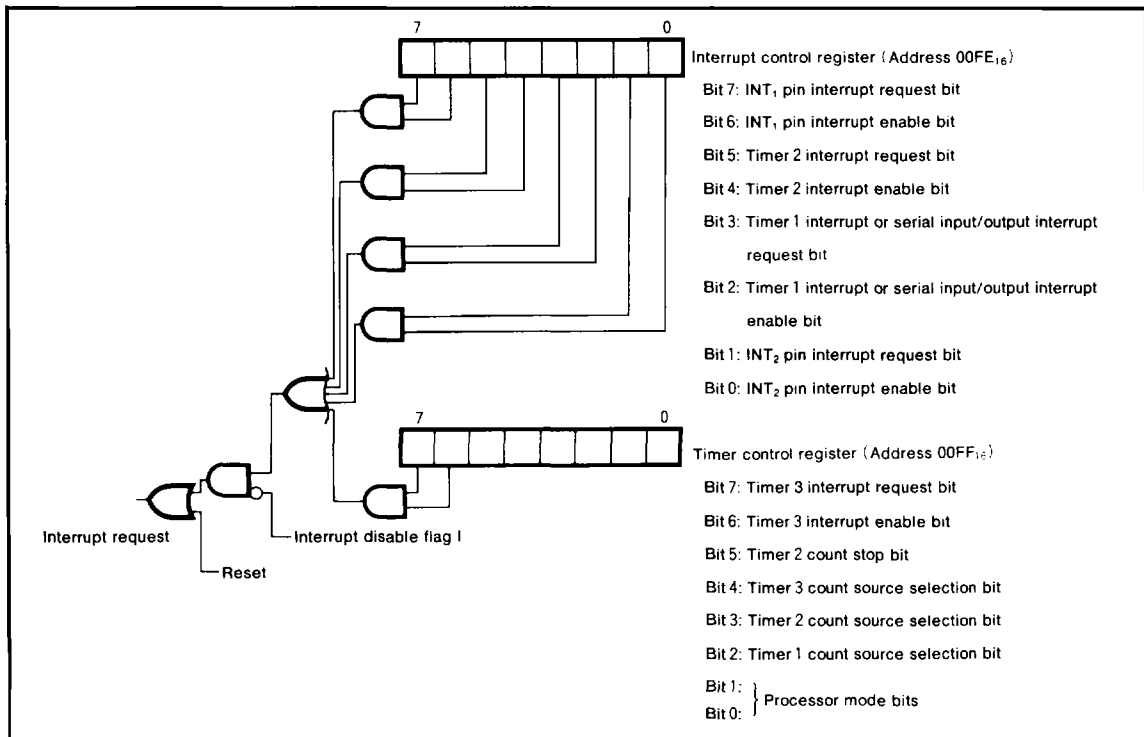 7 0
Interrupt control register (Address 00FE₁₆)
Bit 7: INT₁ pin interrupt request bit
Bit 6: INT₁ pin interrupt enable bit
Bit 5: Timer 2 interrupt request bit
Bit 4: Timer 2 interrupt enable bit
Bit 3: Timer 1 interrupt or serial input/output interrupt
request bit
Bit 2: Timer 1 interrupt or serial input/output interrupt
enable bit
Bit 1: INT₂ pin interrupt request bit
Bit 0: INT₂ pin interrupt enable bit
7 0
Timer control register (Address 00FF₁₆)
Bit 7: Timer 3 interrupt request bit
Bit 6: Timer 3 interrupt enable bit
Bit 5: Timer 2 count stop bit
Bit 4: Timer 3 count source selection bit
Bit 3: Timer 2 count source selection bit
Bit 2: Timer 1 count source selection bit
Bit 1:
Bit 0:
Processor mode bits
Interrupt request
Interrupt disable flag I
Reset